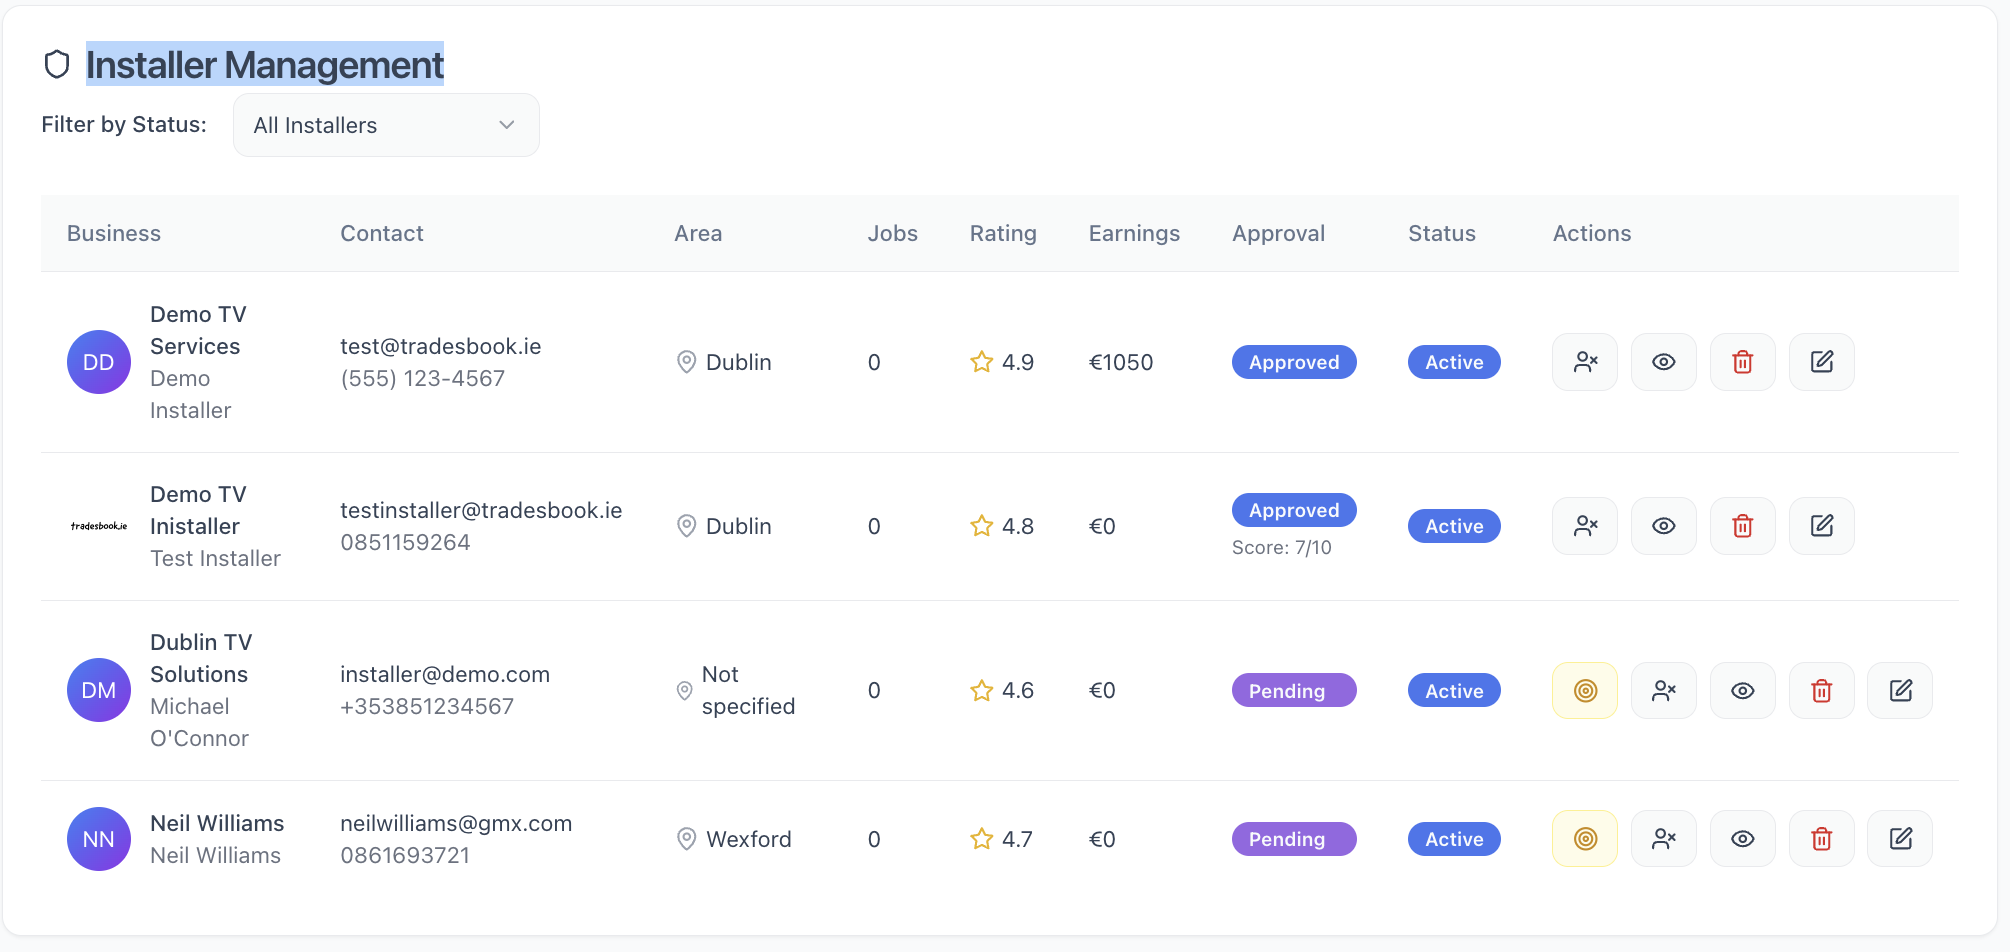 Installer Management
Filter by Status:
All Installers
Business
Contact
Area
Jobs
Rating
Earnings
Approval
Status
Actions
DD
Demo TV
Services
Demo
Installer
test@tradesbook.ie
(555) 123-4567
Dublin
0
4.9
€1050
Approved
Active
tradesbook.ie
Demo TV
Inistaller
Test Installer
testinstaller@tradesbook.ie
0851159264
Dublin
0
4.8
€0
Approved
Score: 7/10
Active
DM
Dublin TV
Solutions
Michael
O'Connor
installer@demo.com
+353851234567
Not
specified
0
4.6
€0
Pending
Active
NN
Neil Williams
Neil Williams
neilwilliams@gmx.com
0861693721
Wexford
0
4.7
€0
Pending
Active